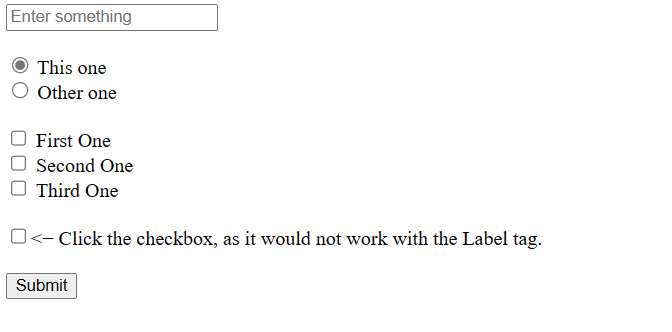 Enter something
This one
Other one
First One
Second One
Third One
<– Click the checkbox, as it would not work with the Label tag.
Submit